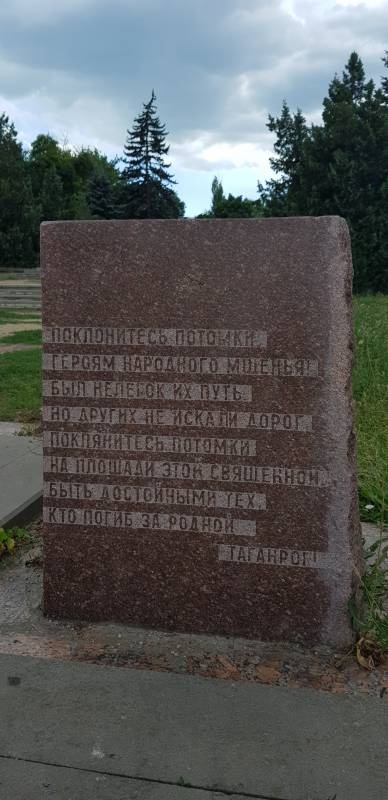 ПОКЛОНИТЕСЬ ПОТОМКИ,
ГЕРОЯМ НАРОДНОГО МЩЕНЬЯ!
БЫЛ НЕЛЕГОК ИХ ПУТЬ,
НО ДРУГИХ НЕ ИСКАЛИ ДОРОГ.
ПОКЛЯНИТЕСЬ ПОТОМКИ
НА ПЛОЩАДИ ЭТОЙ СВЯЩЕННОЙ,
БЫТЬ ДОСТОЙНЫМИ ТЕХ,
КТО ПОГИБ ЗА РОДНОЙ
ТАГАНРОГ!